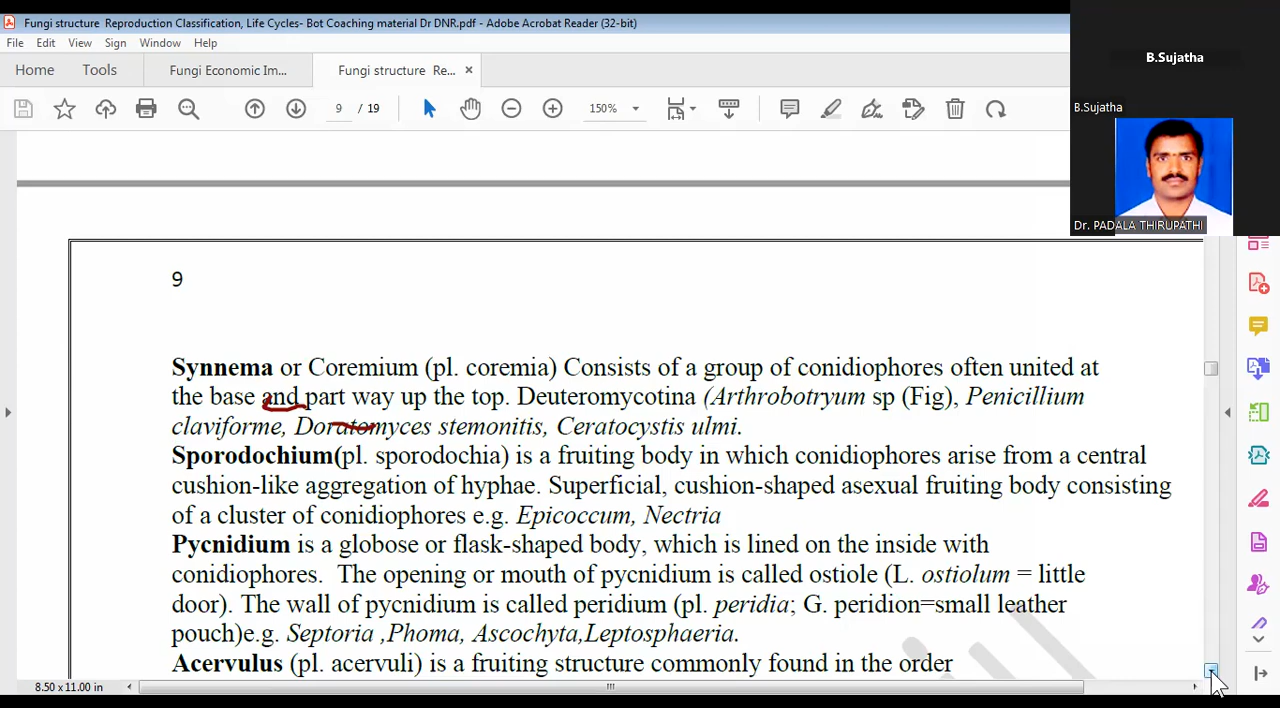 Fungi structure  Reproduction Classification, Life Cycles- Bot Coaching material Dr DNR.pdf - Adobe Acrobat Reader (32-bit)
File Edit View Sign Window Help
Home Tools Fungi Economic Im... Fungi structure  Re... ×
9 / 19 150%
B.Sujatha
B.Sujatha
Dr. PADALA THIRUPATHI
9
Synnema or Coremium (pl. coremia) Consists of a group of conidiophores often united at
the base and part way up the top. Deuteromycotina (Arthrobotryum sp (Fig), Penicillium
claviforme, Doratomyces stemonitis, Ceratocystis ulmi.
Sporodochium(pl. sporodochia) is a fruiting body in which conidiophores arise from a central
cushion-like aggregation of hyphae. Superficial, cushion-shaped asexual fruiting body consisting
of a cluster of conidiophores e.g. Epicoccum, Nectria
Pycnidium is a globose or flask-shaped body, which is lined on the inside with
conidiophores.  The opening or mouth of pycnidium is called ostiole (L. ostiolum = little
door). The wall of pycnidium is called peridium (pl. peridia; G. peridion=small leather
pouch)e.g. Septoria ,Phoma, Ascochyta,Leptosphaeria.
Acervulus (pl. acervuli) is a fruiting structure commonly found in the order
8.50 x 11.00 in